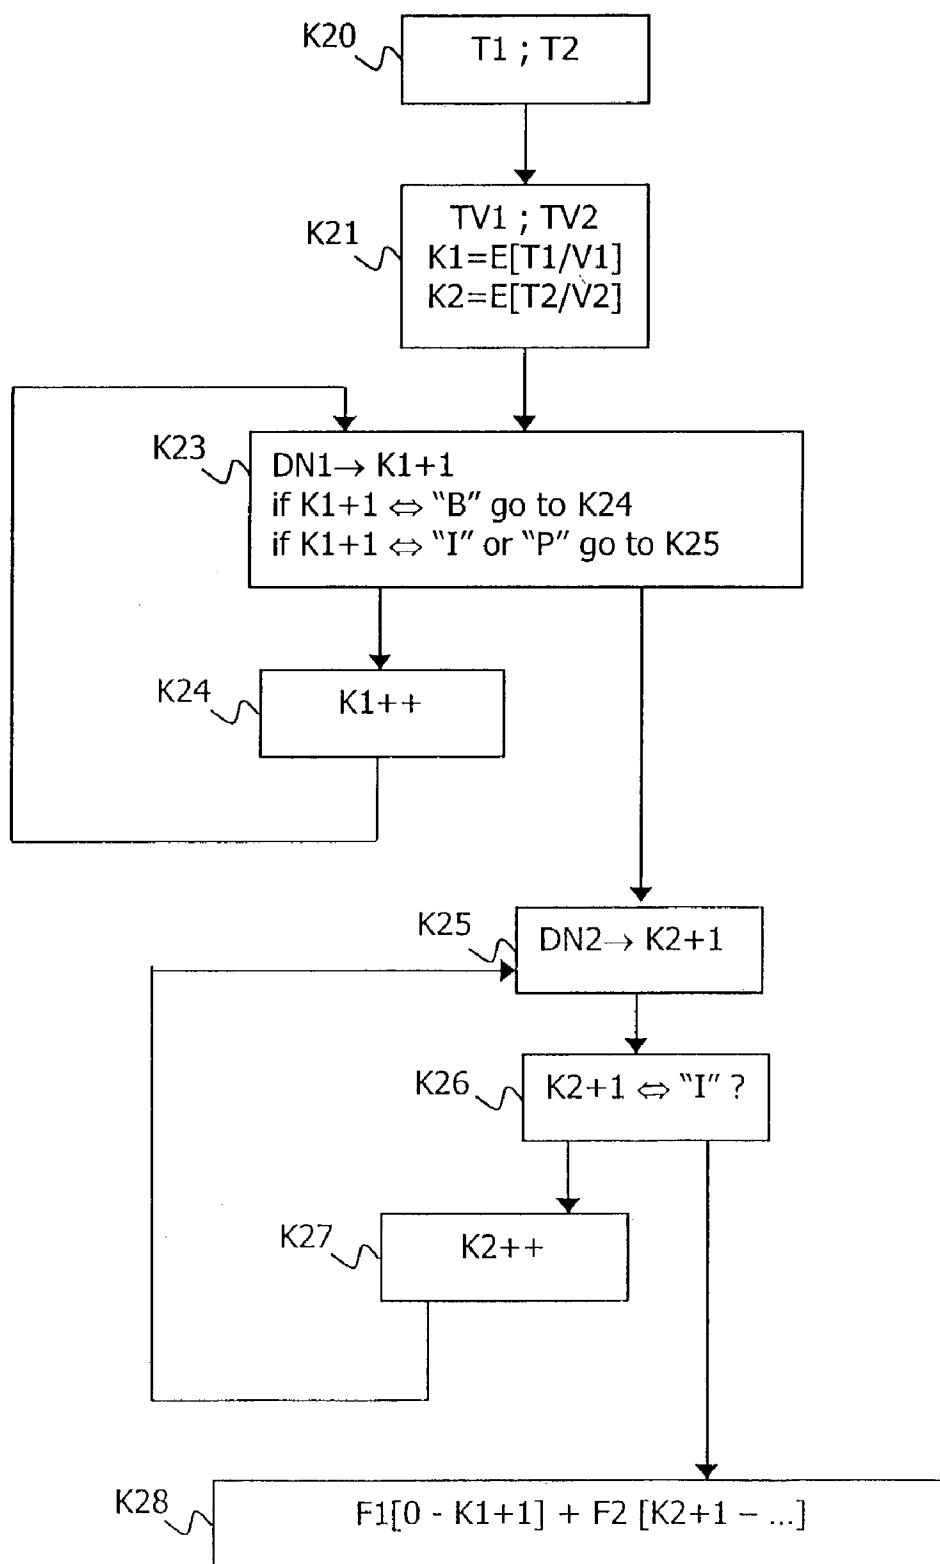 K20
T1 ; T2
K21
TV1 ; TV2
K1=E[T1/V1]
K2=E[T2/V2]
K23
DN1→ K1+1
if K1+1 ⇔ “B” go to K24
if K1+1 ⇔ “I” or “P” go to K25
K24
K1++
K25
DN2→ K2+1
K26
K2+1 ⇔ “I” ?
K27
K2++
K28
F1[0 - K1+1] + F2 [K2+1 – ...]